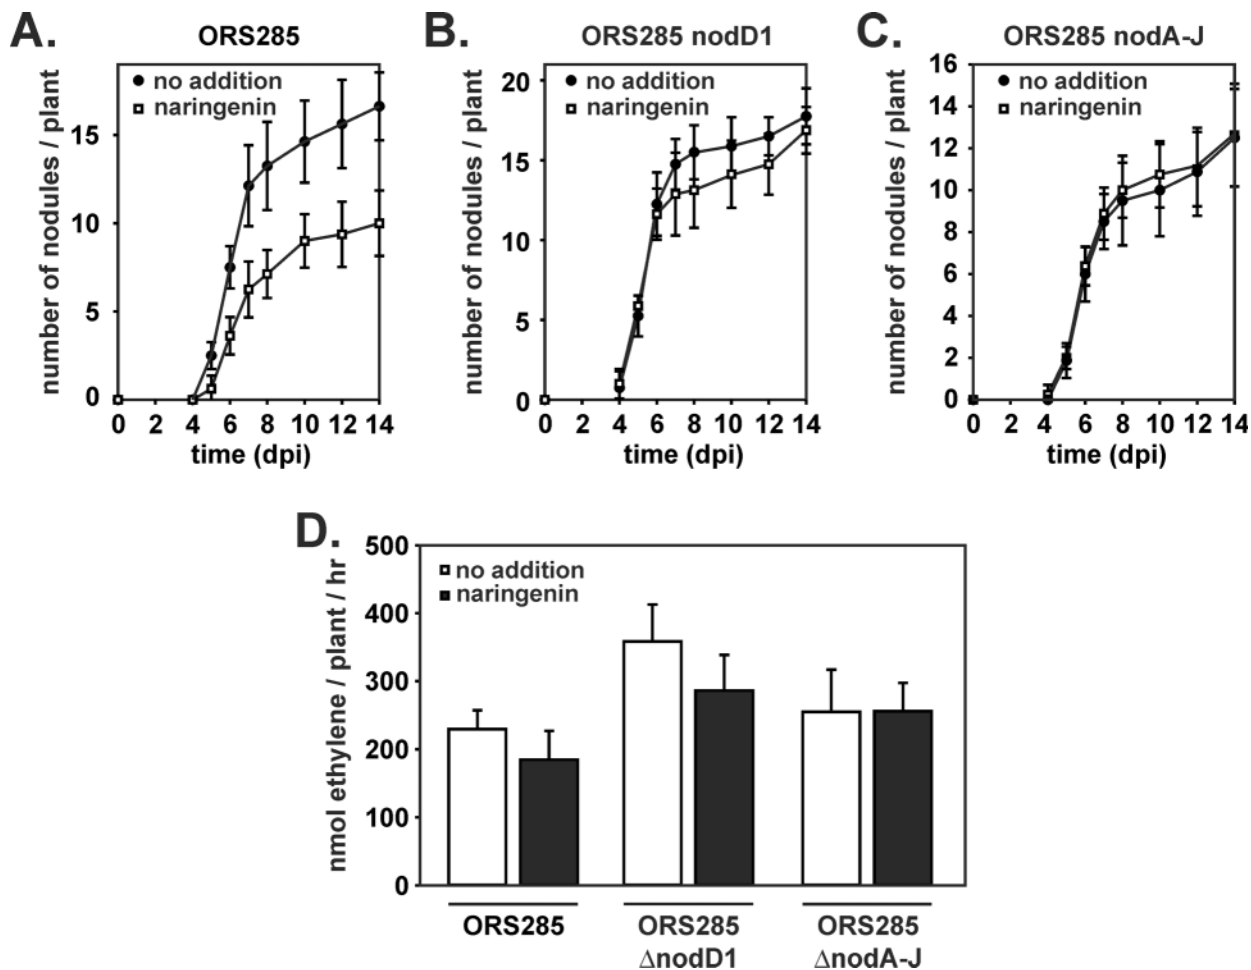 A.
ORS285
number of nodules / plant
no addition
naringenin
15
10
5
0
0 2 4 6 8 10 12 14
time (dpi)
B.
ORS285 nodD1
number of nodules / plant
no addition
naringenin
20
15
10
5
0
0 2 4 6 8 10 12 14
time (dpi)
C.
ORS285 nodA-J
number of nodules / plant
no addition
naringenin
16
14
12
10
8
6
4
2
0
0 2 4 6 8 10 12 14
time (dpi)
D.
nmol ethylene / plant / hr
no addition
naringenin
500
400
300
200
100
0
ORS285
ORS285
ΔnodD1
ORS285
ΔnodA-J